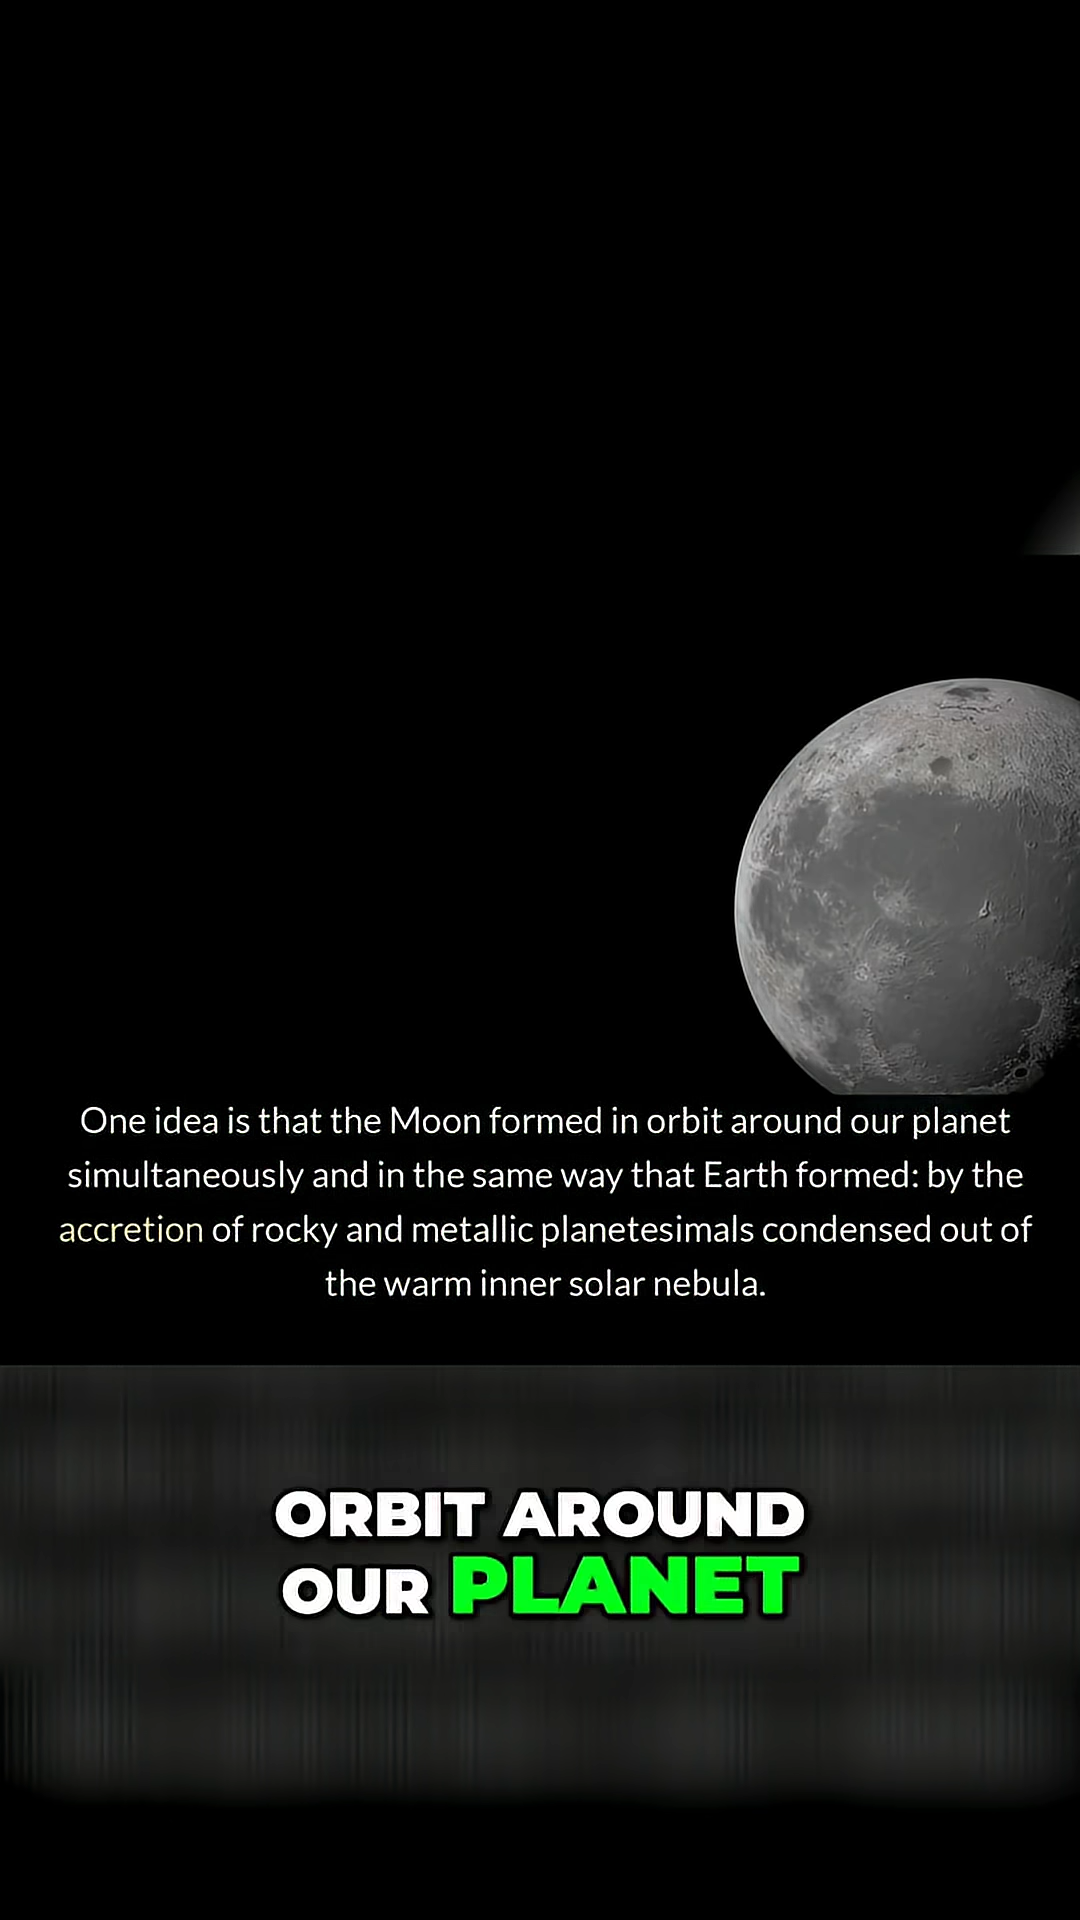 One idea is that the Moon formed in orbit around our planet
simultaneously and in the same way that Earth formed: by the
accretion of rocky and metallic planetesimals condensed out of
the warm inner solar nebula.
ORBIT AROUND
OUR PLANET